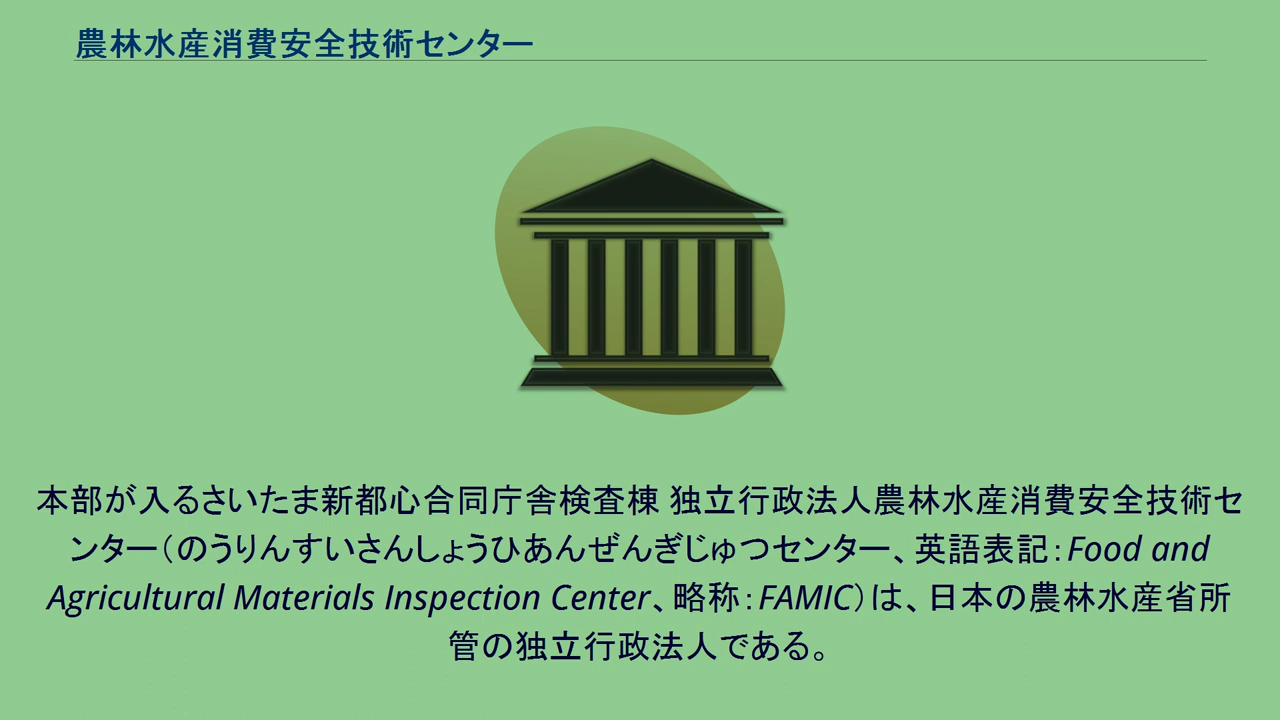 農林水産消費安全技術センター
本部が入るさいたま新都心合同庁舎検査棟 独立行政法人農林水産消費安全技術セ
ンター（のうりんすいさんしょうひあんぜんぎじゅつセンター、英語表記：Food and
Agricultural Materials Inspection Center、略称：FAMIC）は、日本の農林水産省所
管の独立行政法人である。